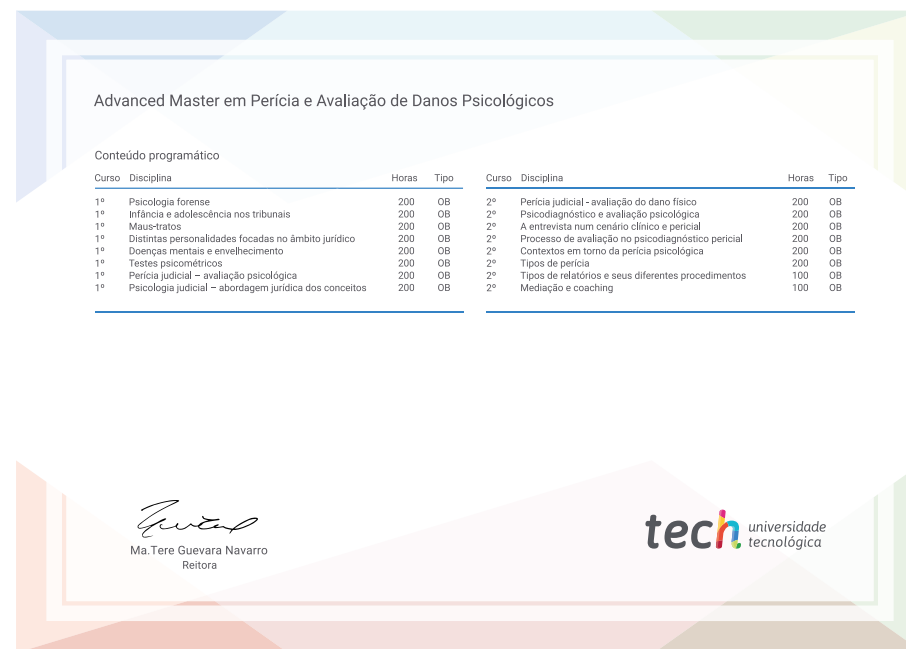 Advanced Master em Perícia e Avaliação de Danos Psicológicos
Conteúdo programático
Curso Disciplina Horas Tipo
1º Psicologia forense 200 OB
1º Infância e adolescência nos tribunais 200 OB
1º Maus-tratos 200 OB
1º Distintas personalidades focadas no âmbito jurídico 200 OB
1º Doenças mentais e envelhecimento 200 OB
1º Testes psicométricos 200 OB
1º Perícia judicial – avaliação psicológica 200 OB
1º Psicologia judicial – abordagem jurídica dos conceitos 200 OB
Curso Disciplina Horas Tipo
2º Perícia judicial - avaliação do dano físico 200 OB
2º Psicodiagnóstico e avaliação psicológica 200 OB
2º A entrevista num cenário clínico e pericial 200 OB
2º Processo de avaliação no psicodiagnóstico pericial 200 OB
2º Contextos em torno da perícia psicológica 200 OB
2º Tipos de perícia 200 OB
2º Tipos de relatórios e seus diferentes procedimentos 100 OB
2º Mediação e coaching 100 OB
Ma.Tere Guevara Navarro
Reitora
tech universidade
tecnológica